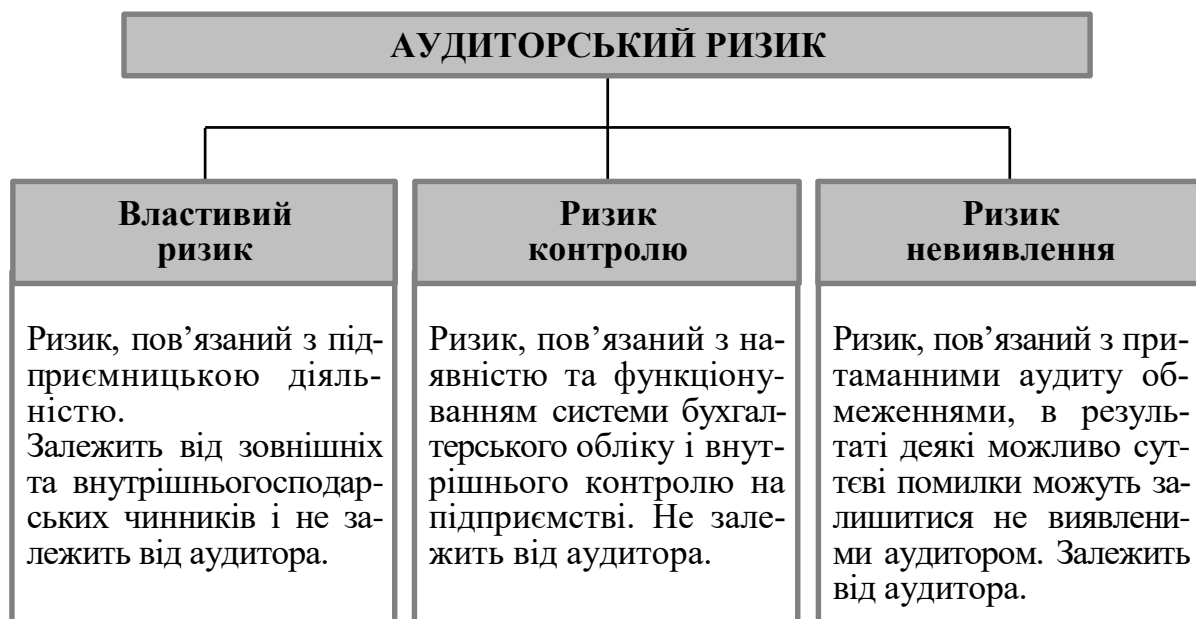 АУДИТОРСЬКИЙ РИЗИК
Властивий
ризик
Ризик, пов’язаний з під-
приємницькою діяль-
ністю.
Залежить від зовнішніх
та внутрішньогосподар-
ських чинників і не за-
лежить від аудитора.
Ризик
контролю
Ризик, пов’язаний з на-
явністю та функціону-
ванням системи бухгал-
терського обліку і внут-
рішнього контролю на
підприємстві. Не зале-
жить від аудитора.
Ризик
невиявлення
Ризик, пов’язаний з при-
таманними аудиту об-
меженнями, в резуль-
таті деякі можливо сут-
тєві помилки можуть за-
лишитися не виявлени-
ми аудитором. Залежить
від аудитора.